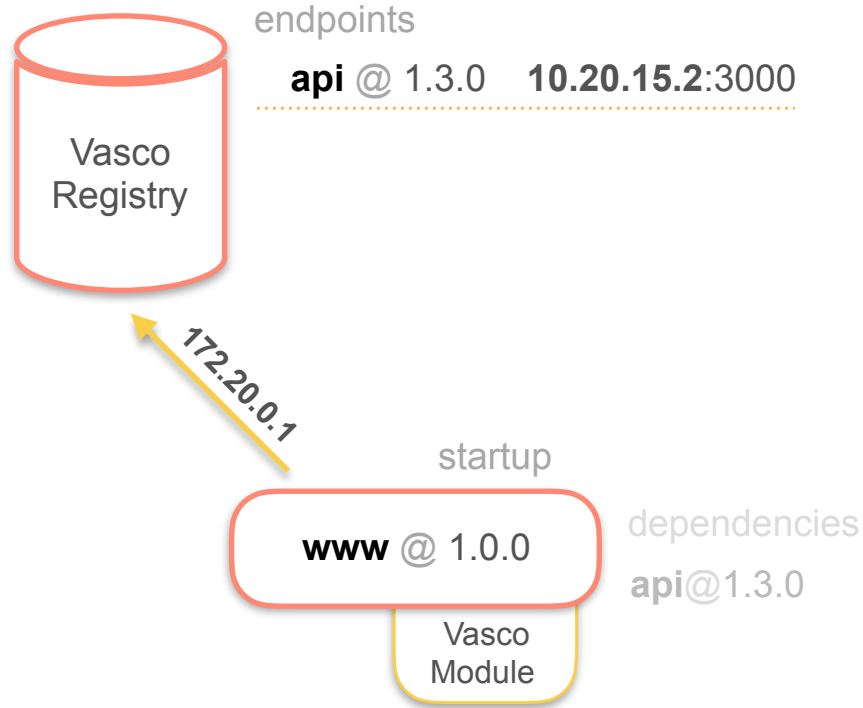 endpoints
api @ 1.3.0 10.20.15.2:3000
Vasco
Registry
172.20.0.1
startup
www @ 1.0.0
dependencies
api@1.3.0
Vasco
Module